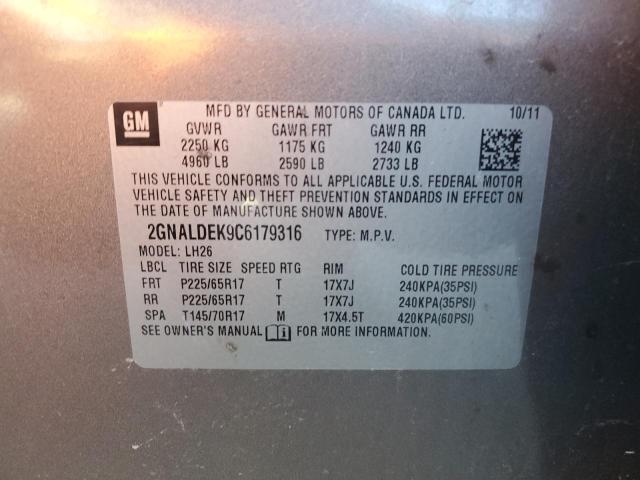 GM MFD BY GENERAL MOTORS OF CANADA LTD. 10/11
GVWR GAWR FRT GAWR RR
2250 KG 1175 KG 1240 KG
4960 LB 2590 LB 2733 LB
THIS VEHICLE CONFORMS TO ALL APPLICABLE U.S. FEDERAL MOTOR
VEHICLE SAFETY AND THEFT PREVENTION STANDARDS IN EFFECT ON
THE DATE OF MANUFACTURE SHOWN ABOVE.
2GNALDEK9C6179316 TYPE: M.P.V.
MODEL: LH26
LBCL TIRE SIZE SPEED RTG RIM COLD TIRE PRESSURE
FRT P225/65R17 T 17X7J 240KPA(35PSI)
RR P225/65R17 T 17X7J 240KPA(35PSI)
SPA T145/70R17 M 17X4.5T 420KPA(60PSI)
SEE OWNER'S MANUAL FOR MORE INFORMATION.